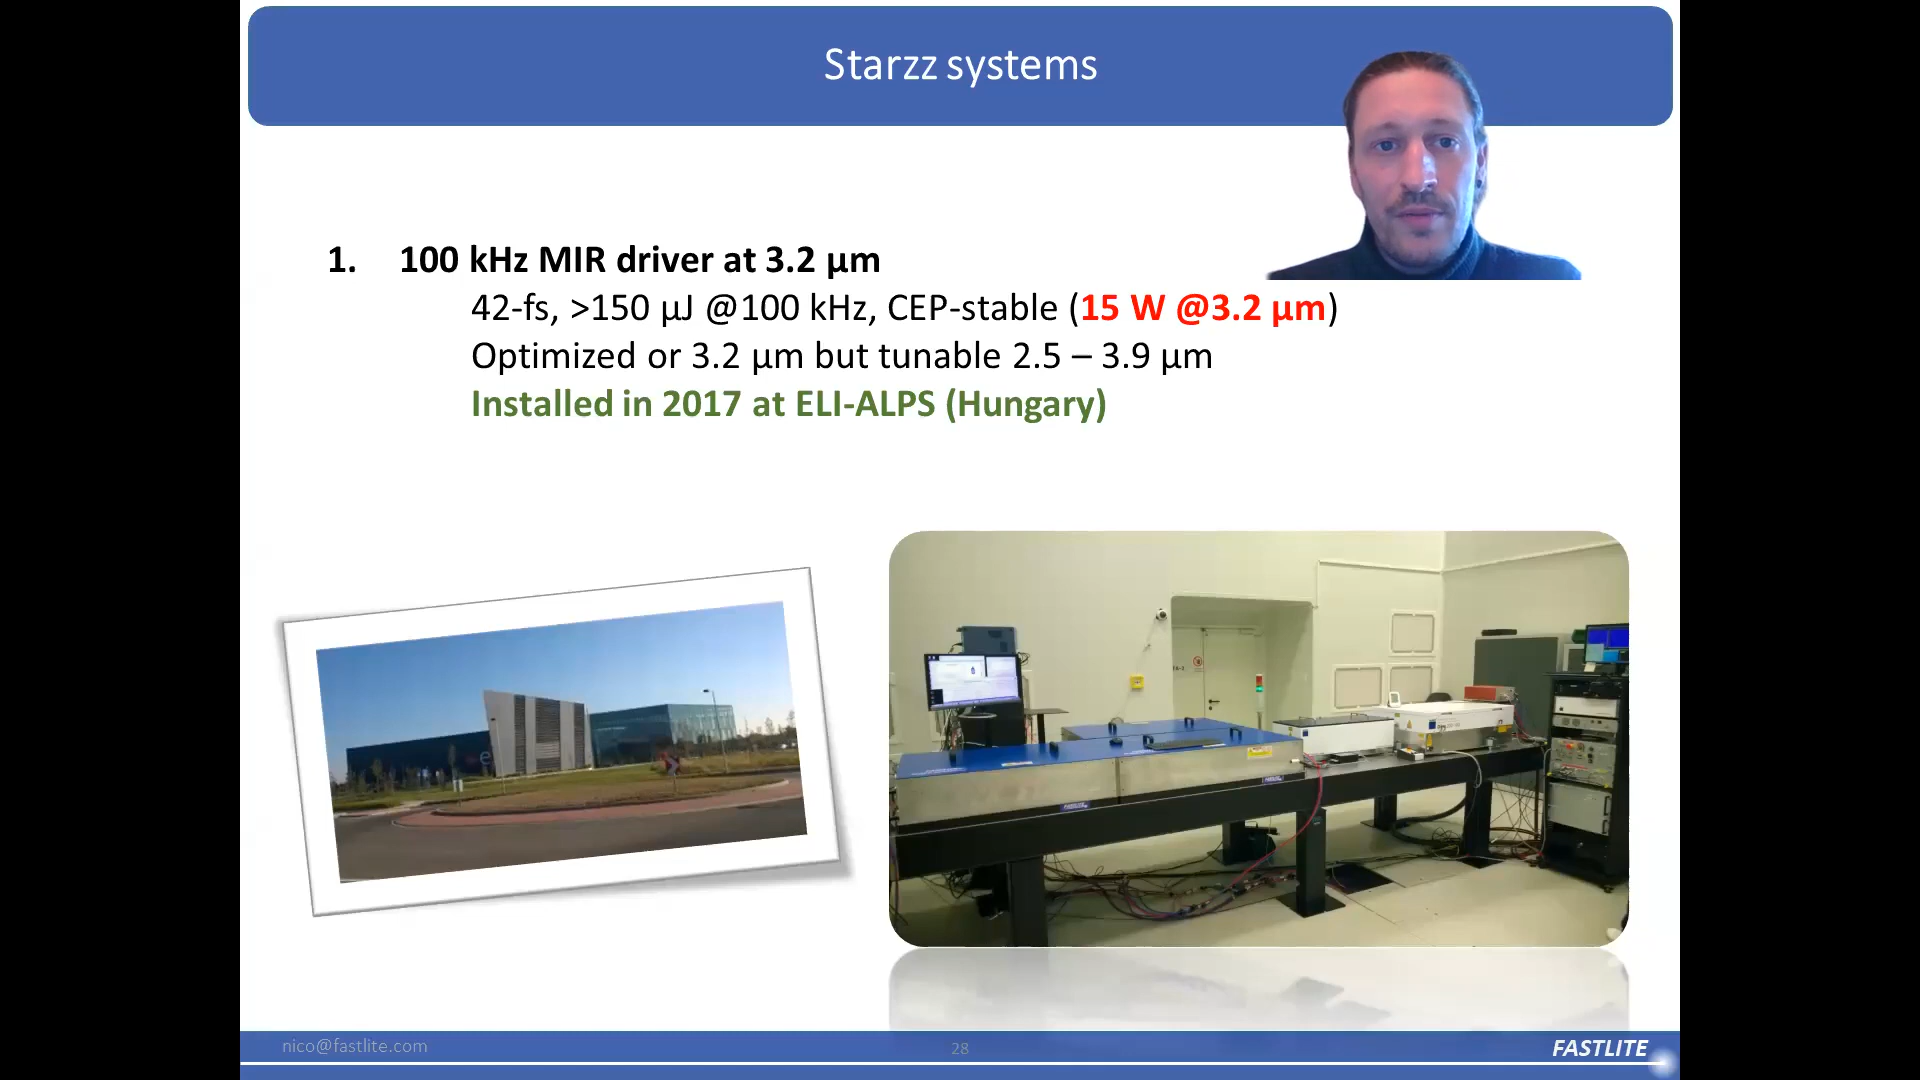 Starzz systems
1. 100 kHz MIR driver at 3.2 µm
42-fs, >150 µJ @100 kHz, CEP-stable (15 W @3.2 µm)
Optimized or 3.2 µm but tunable 2.5 – 3.9 µm
Installed in 2017 at ELI-ALPS (Hungary)
nico@fastlite.com
28
FASTLITE